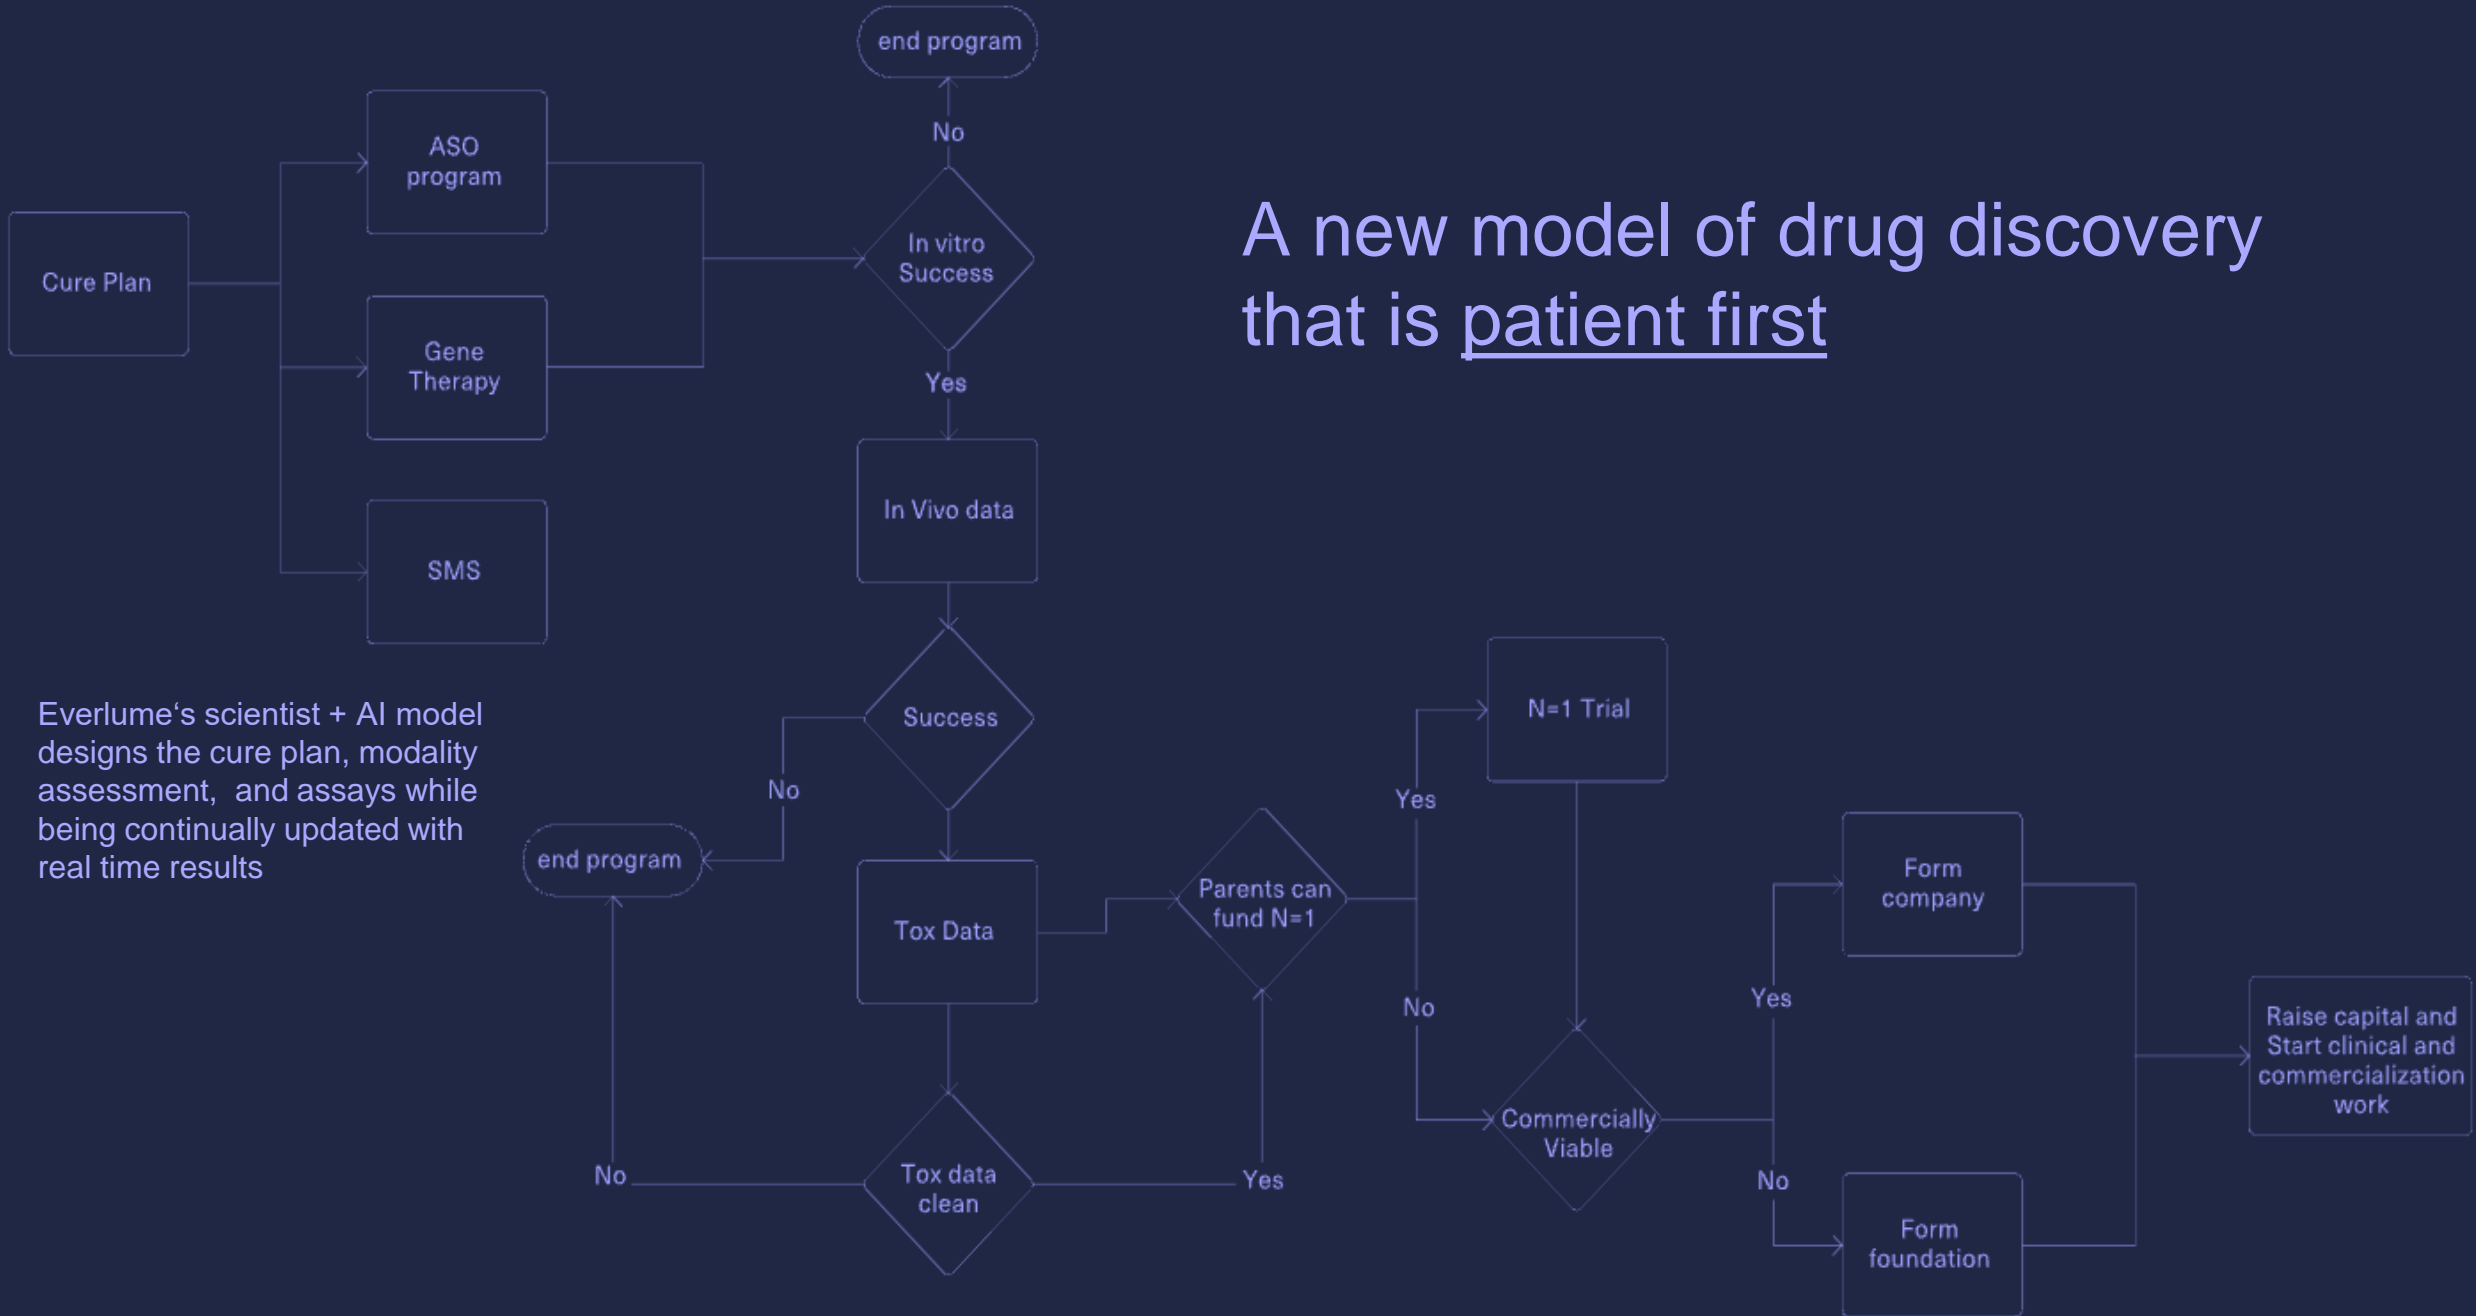 end program
No
ASO
program
In vitro
Success
Cure Plan
Gene
Therapy
Yes
In Vivo data
SMS
A new model of drug discovery
that is patient first
Everlume‘s scientist + AI model
designs the cure plan, modality
assessment,  and assays while
being continually updated with
real time results
Success
No
end program
Tox Data
Parents can
fund N=1
Yes
N=1 Trial
No
Tox data
clean
No
Yes
Commercially
Viable
Yes
No
Form
company
Form
foundation
Raise capital and
Start clinical and
commercialization
work